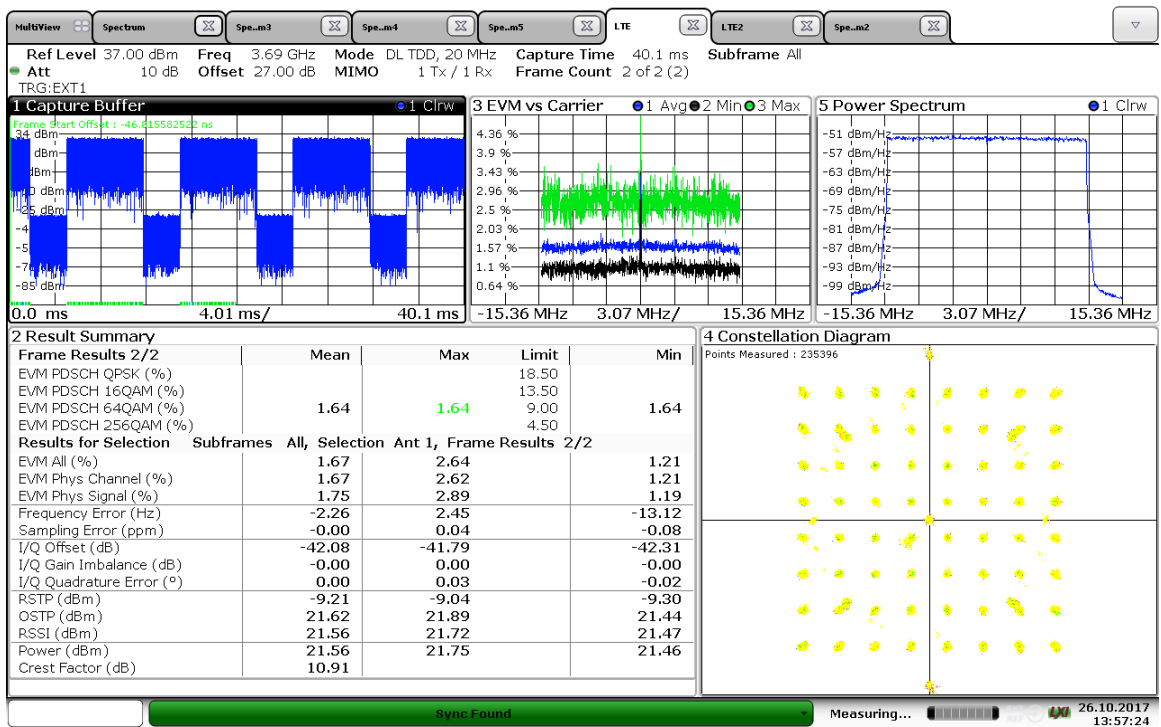 MultiView Spectrum Spe..m3 Spe..m4 Spe..m5 LTE LTE2 Spe..m2
Ref Level 37.00 dBm Freq 3.69 GHz Mode DL TDD, 20 MHz Capture Time 40.1 ms Subframe All
Att 10 dB Offset 27.00 dB MIMO 1 Tx / 1 Rx Frame Count 2 of 2 (2)
TRG:EXT1
1 Capture Buffer 1 Clrw
Frame Start Offset : -46.815582522 ns
34 dBm
dBm
dBm
dBm
-25 dBm
-85 dBm
0.0 ms 4.01 ms/ 40.1 ms
3 EVM vs Carrier 1 Avg 2 Min 3 Max
4.36 %
3.9 %
3.43 %
2.96 %
2.5 %
2.03 %
1.57 %
1.1 %
0.64 %
-15.36 MHz 3.07 MHz/ 15.36 MHz
5 Power Spectrum 1 Clrw
-51 dBm/Hz
-57 dBm/Hz
-63 dBm/Hz
-69 dBm/Hz
-75 dBm/Hz
-81 dBm/Hz
-87 dBm/Hz
-93 dBm/Hz
-99 dBm/Hz
-15.36 MHz 3.07 MHz/ 15.36 MHz
2 Result Summary
Frame Results 2/2 Mean Max Limit Min
EVM PDSCH QPSK (%) 18.50
EVM PDSCH 16QAM (%) 13.50
EVM PDSCH 64QAM (%) 1.64 1.64 9.00 1.64
EVM PDSCH 256QAM (%) 4.50
Results for Selection Subframes All, Selection Ant 1, Frame Results 2/2
EVM All (%) 1.67 2.64 1.21
EVM Phys Channel (%) 1.67 2.62 1.21
EVM Phys Signal (%) 1.75 2.89 1.19
Frequency Error (Hz) -2.26 2.45 -13.12
Sampling Error (ppm) -0.00 0.04 -0.08
I/Q Offset (dB) -42.08 -41.79 -42.31
I/Q Gain Imbalance (dB) -0.00 0.00 -0.00
I/Q Quadrature Error (°) 0.00 0.03 -0.02
RSTP (dBm) -9.21 -9.04 -9.30
OSTP (dBm) 21.62 21.89 21.44
RSSI (dBm) 21.56 21.72 21.47
Power (dBm) 21.56 21.75 21.46
Crest Factor (dB) 10.91
4 Constellation Diagram
Points Measured : 235396
Sync Found
Measuring...
LXI
26.10.2017
13:57:24